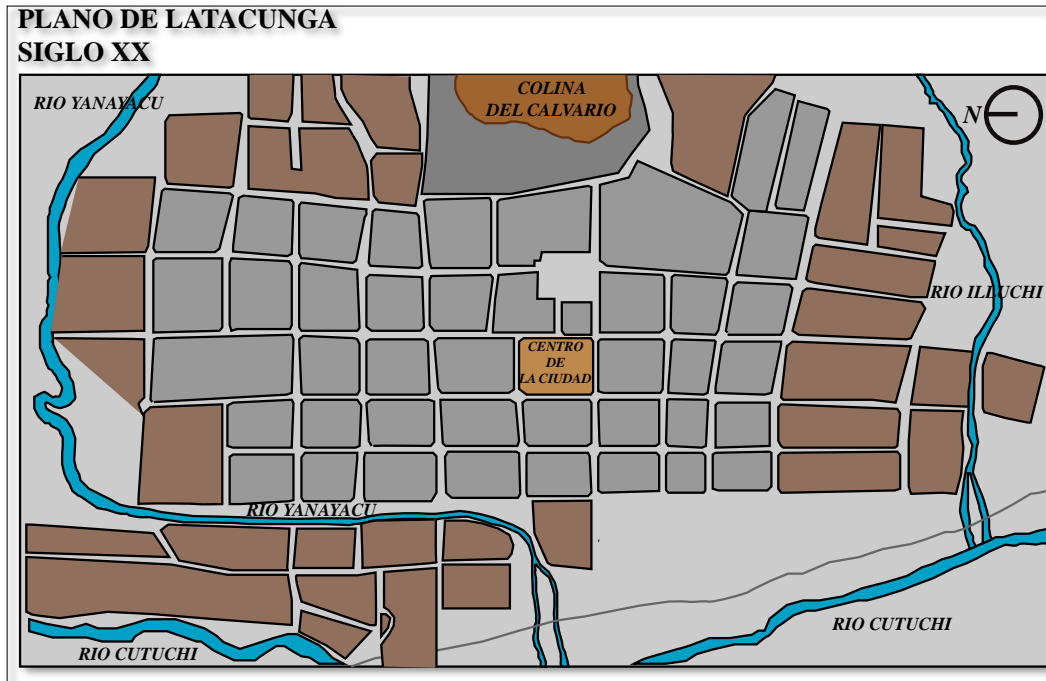 PLANO DE LATACUNGA
SIGLO XX
RIO YANAYACU
COLINA
DEL CALVARIO
N
RIO ILLUCHI
CENTRO
DE
LA CIUDAD
RIO YANAYACU
RIO CUTUCHI
RIO CUTUCHI